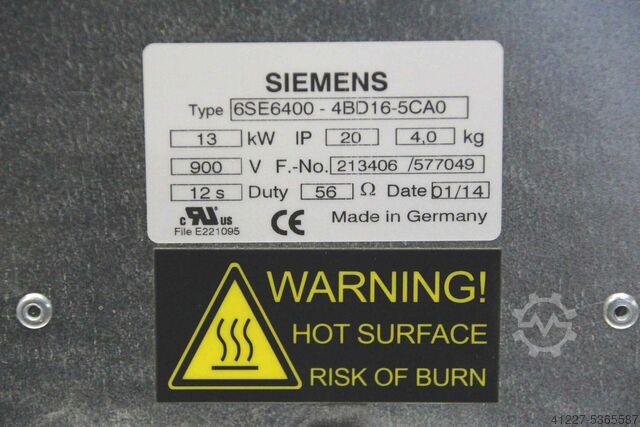 SIEMENS
Type 6SE6400 - 4BD16-5CA0
13 kW IP 20 4,0 kg
900 V F.-No. 213406 /577049
12 s Duty 56 Ω Date 01/14
c RU us CE Made in Germany
File E221095
WARNING!
HOT SURFACE
RISK OF BURN
41227-5365587